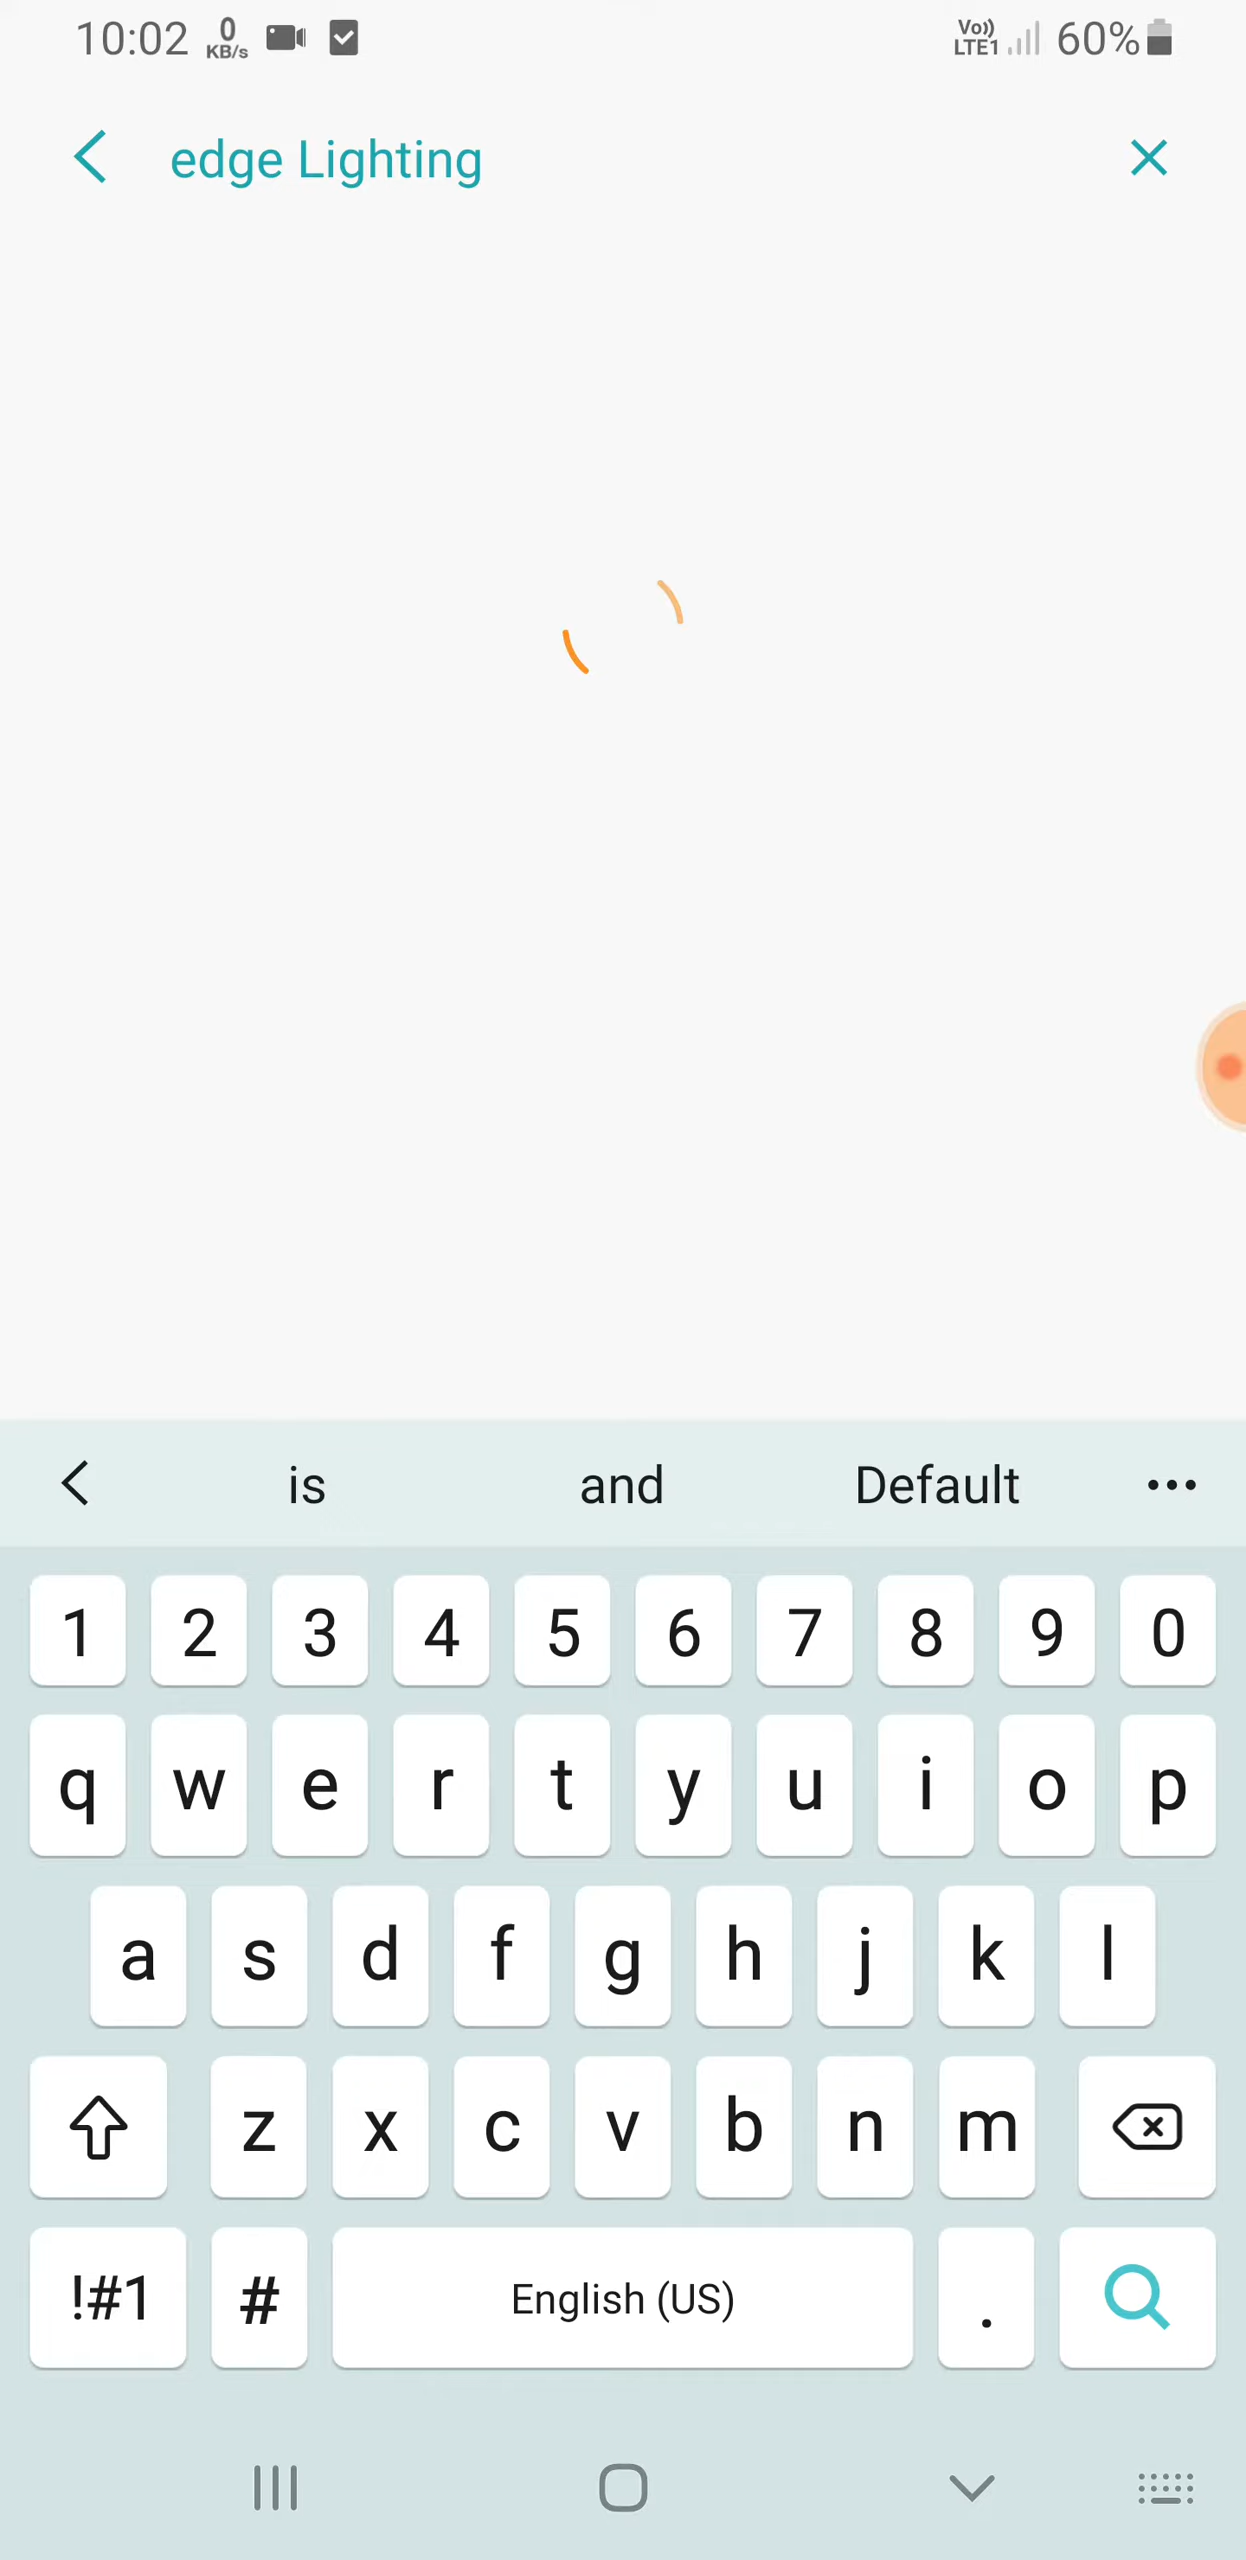 10:02 0 KB/s Vo)) LTE1 60%
edge Lighting
is and Default
1 2 3 4 5 6 7 8 9 0
q w e r t y u i o p
a s d f g h j k l
z x c v b n m
!#1 # English (US) .